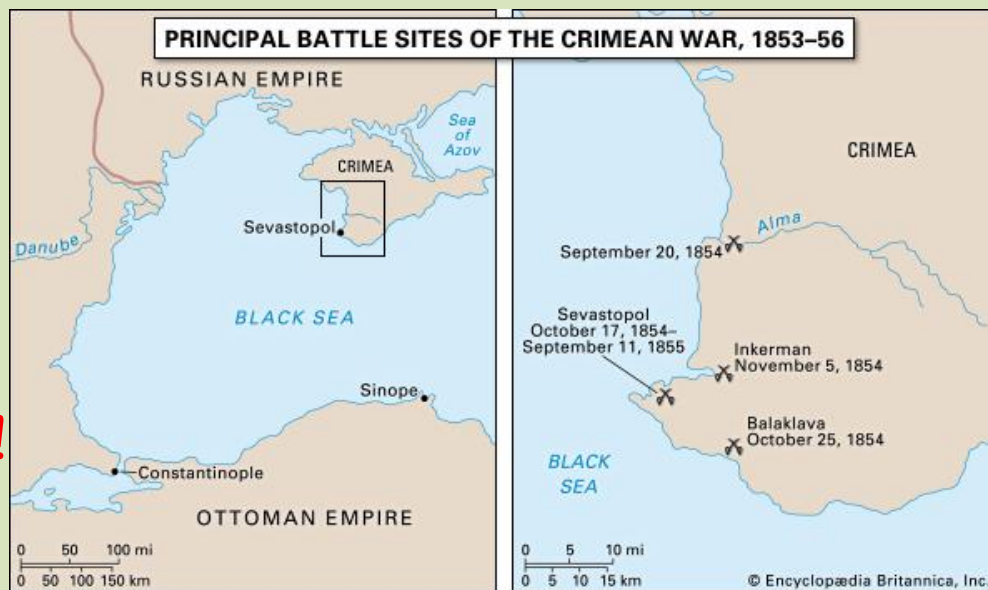 PRINCIPAL BATTLE SITES OF THE CRIMEAN WAR, 1853–56
RUSSIAN EMPIRE
Sea
of
Azov
CRIMEA
Sevastopol
Danube
BLACK SEA
Sinope
Constantinople
OTTOMAN EMPIRE
0 50 100 mi
0 50 100 150 km
!
CRIMEA
Alma
September 20, 1854
Sevastopol
October 17, 1854–
September 11, 1855
Inkerman
November 5, 1854
Balaklava
October 25, 1854
BLACK
SEA
0 5 10 mi
0 5 10 15 km
© Encyclopædia Britannica, Inc.